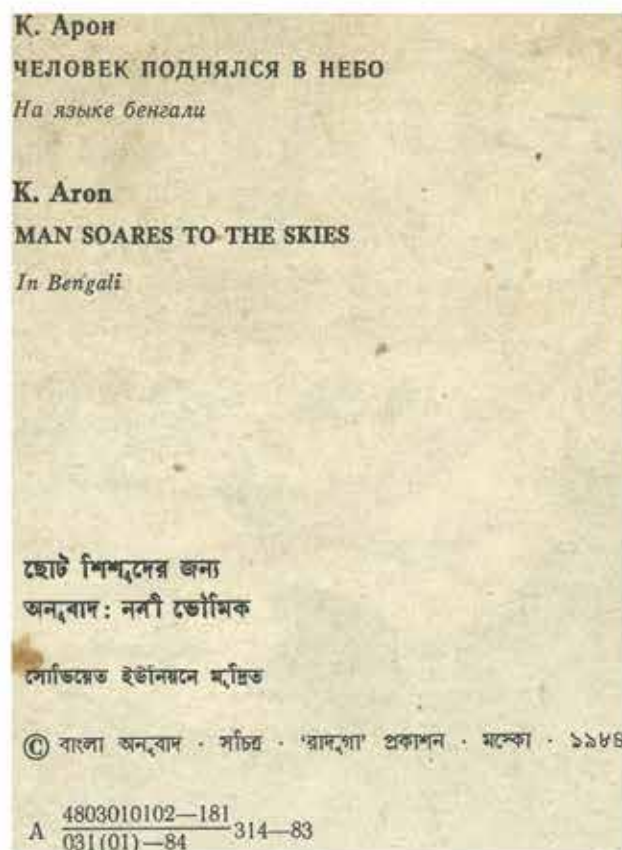 К. Арон
ЧЕЛОВЕК ПОДНЯЛСЯ В НЕБО
На языке бенгали
K. Aron
MAN SOARES TO THE SKIES
In Bengali
ছোট শিশুদের জন্য
অনুবাদ: ননী ভৌমিক
সোভিয়েত ইউনিয়নে মুদ্রিত
© বাংলা অনুবাদ · সচিত্র · 'রাদুগা' প্রকাশন · মস্কো · ১৯৮৪
А 4803010102—181
031(01)—84 314—83